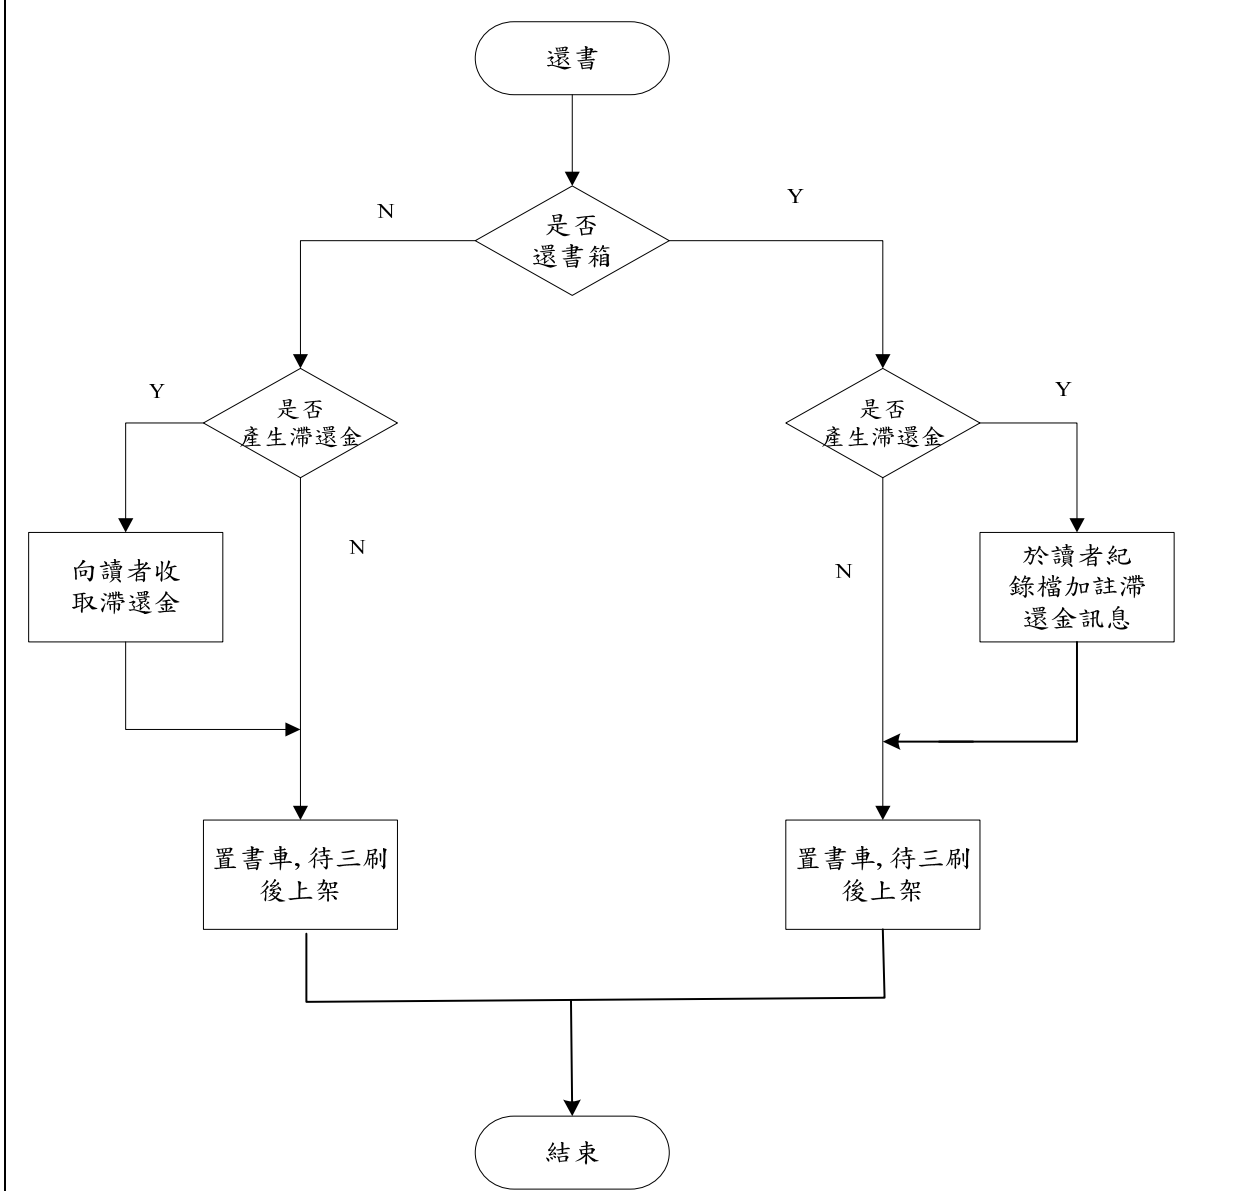 還書
Y
N
是否
還書箱
Y
Y
是否
產生滯還金
是否
產生滯還金
N
向讀者收
取滯還金
N
於讀者紀
錄檔加註滯
還金訊息
置書車,待三刷
後上架
置書車,待三刷
後上架
結束